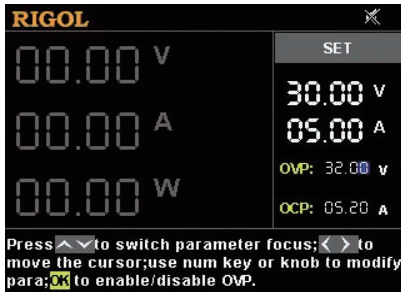 RIGOL
00.00 V
00.00 A
00.00 W
SET
30.00 V
05.00 A
OVP: 32.00 V
OCP: 05.20 A
Press to switch parameter focus; to
move the cursor;use num key or knob to modify
para;OK to enable/disable OVP.